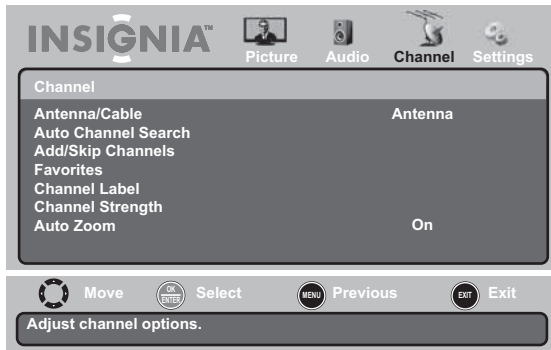 INSIGNIA™
Picture Audio Channel Settings
Channel
Antenna/Cable Antenna
Auto Channel Search
Add/Skip Channels
Favorites
Channel Label
Channel Strength
Auto Zoom On
Move OK ENTER Select MENU Previous EXIT Exit
Adjust channel options.